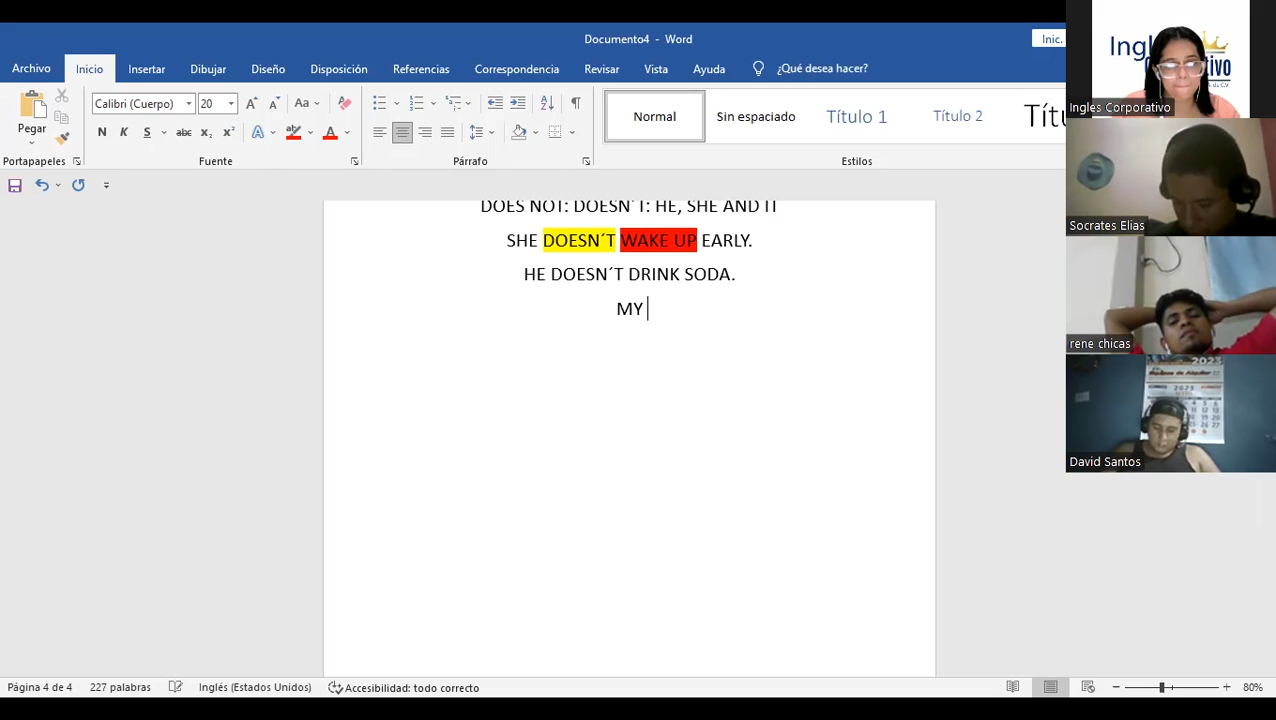 Documento4 - Word
Inic.
Archivo
Inicio
Insertar
Dibujar
Diseño
Disposición
Referencias
Correspondencia
Revisar
Vista
Ayuda
¿Qué desea hacer?
Pegar
Calibri (Cuerpo)
20
Normal
Sin espaciado
Título 1
Título 2
Portapapeles
Fuente
Párrafo
Estilos
DOES NOT: DOESN´T: HE, SHE AND IT
SHE DOESN´T WAKE UP EARLY.
HE DOESN´T DRINK SODA.
MY
Ingles Corporativo
Socrates Elias
rene chicas
2023
David Santos
Página 4 de 4
227 palabras
Inglés (Estados Unidos)
Accesibilidad: todo correcto
80%